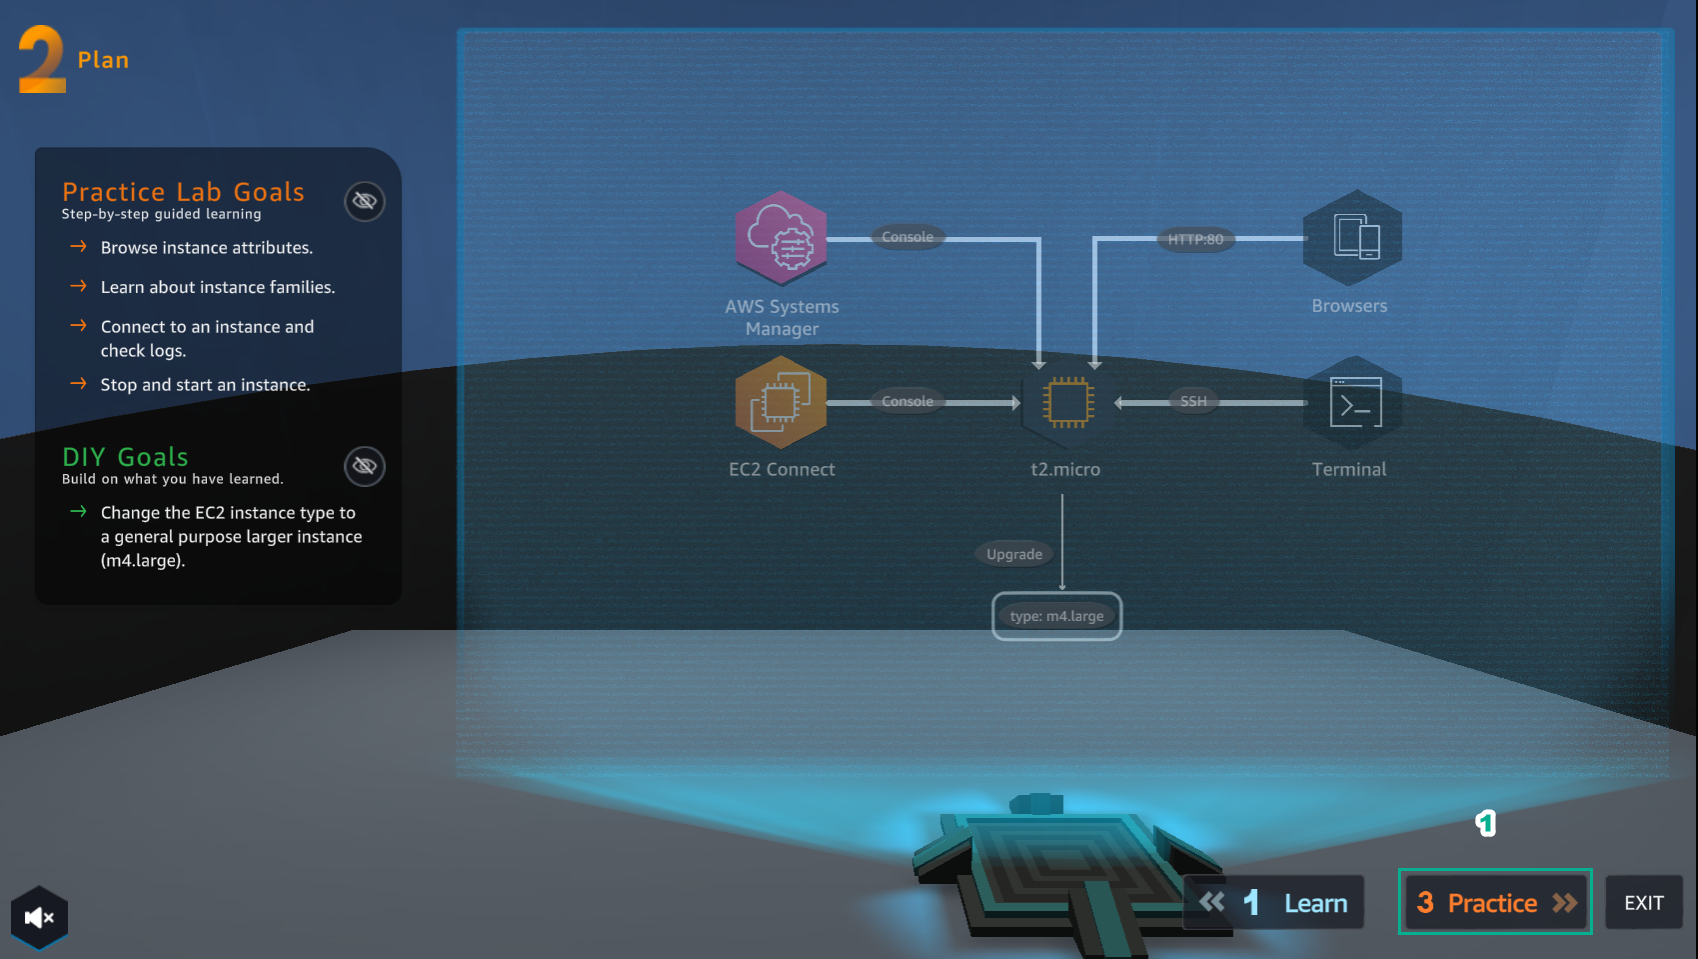 2 Plan
Practice Lab Goals
Step-by-step guided learning
Browse instance attributes.
Learn about instance families.
Connect to an instance and
check logs.
Stop and start an instance.
DIY Goals
Build on what you have learned.
Change the EC2 instance type to
a general purpose larger instance
(m4.large).
Console
HTTP:80
AWS Systems
Manager
Browsers
Console
SSH
EC2 Connect
t2.micro
Terminal
Upgrade
type: m4.large
1
1 Learn
3 Practice
EXIT